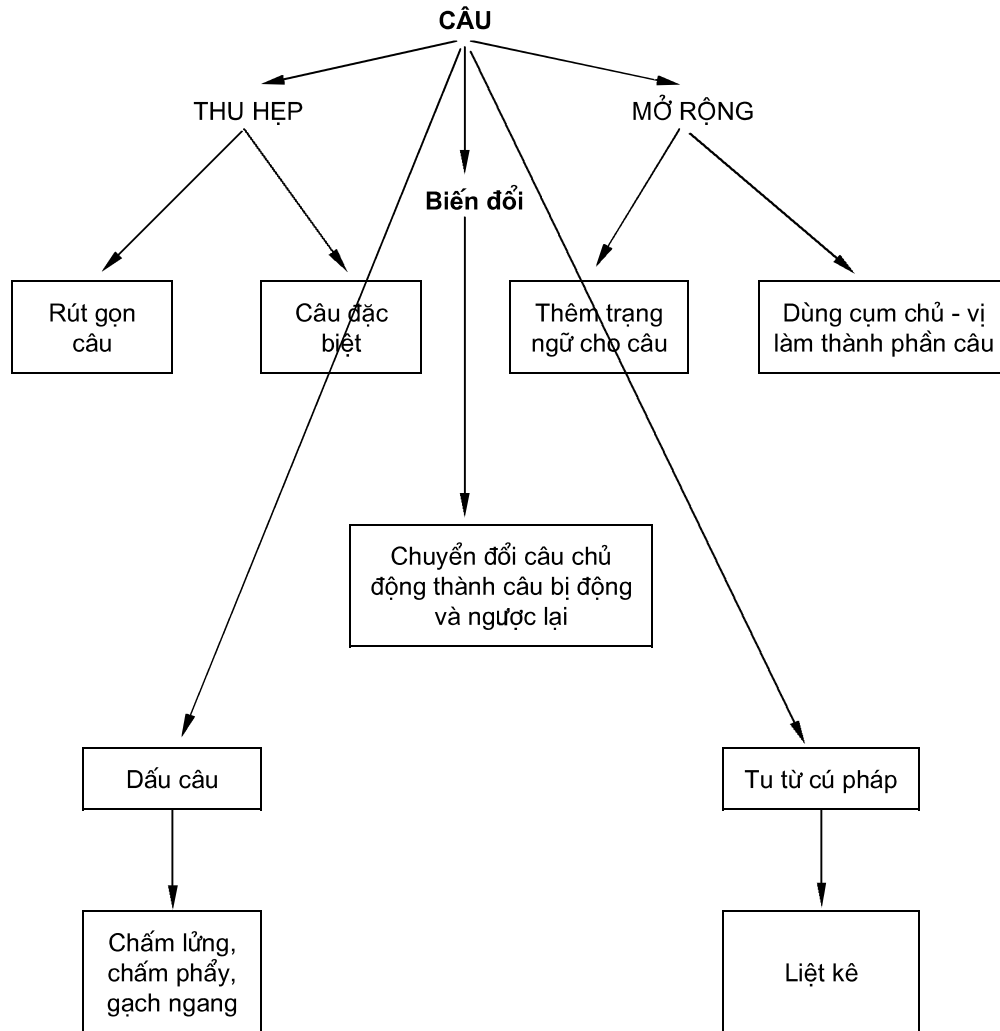 CÂU
THU HẸP
MỞ RỘNG
Biến đổi
Rút gọn
câu
Câu đặc
biệt
Thêm trạng
ngữ cho câu
Dùng cụm chủ - vị
làm thành phần câu
Chuyển đổi câu chủ
động thành câu bị động
và ngược lại
Dấu câu
Tu từ cú pháp
Chấm lửng,
chấm phẩy,
gạch ngang
Liệt kê